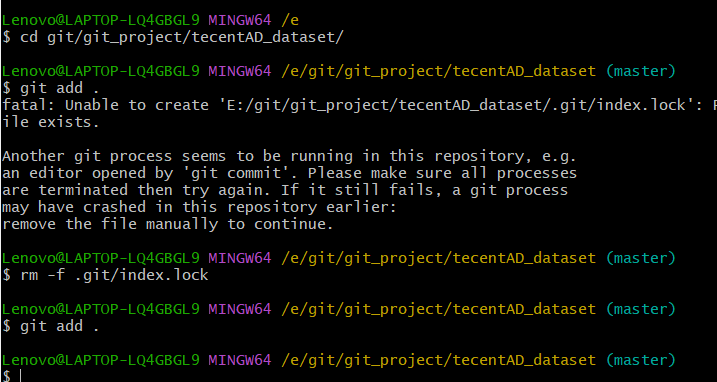 Lenovo@LAPTOP-LQ4GBGL9 MINGW64 /e
$ cd git/git_project/tecentAD_dataset/
Lenovo@LAPTOP-LQ4GBGL9 MINGW64 /e/git/git_project/tecentAD_dataset (master)
$ git add .
fatal: Unable to create 'E:/git/git_project/tecentAD_dataset/.git/index.lock': F
ile exists.
Another git process seems to be running in this repository, e.g.
an editor opened by 'git commit'. Please make sure all processes
are terminated then try again. If it still fails, a git process
may have crashed in this repository earlier:
remove the file manually to continue.
Lenovo@LAPTOP-LQ4GBGL9 MINGW64 /e/git/git_project/tecentAD_dataset (master)
$ rm -f .git/index.lock
Lenovo@LAPTOP-LQ4GBGL9 MINGW64 /e/git/git_project/tecentAD_dataset (master)
$ git add .
Lenovo@LAPTOP-LQ4GBGL9 MINGW64 /e/git/git_project/tecentAD_dataset (master)
$